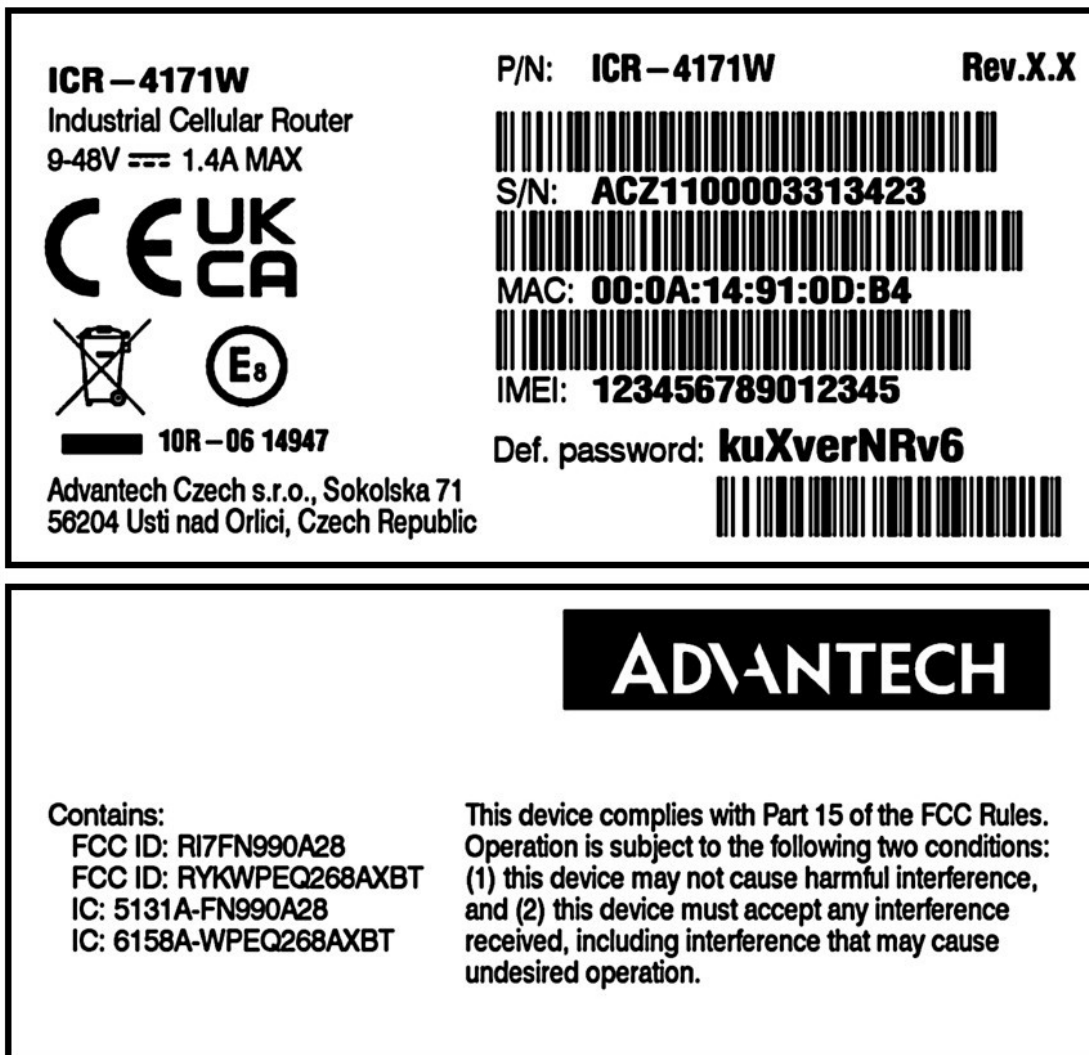 ICR-4171W
Industrial Cellular Router
9-48V 1.4A MAX
CE UK CA
E8
10R-06 14947
Advantech Czech s.r.o., Sokolska 71
56204 Usti nad Orlici, Czech Republic
P/N: ICR-4171W Rev.X.X
S/N: ACZ1100003313423
MAC: 00:0A:14:91:0D:B4
IMEI: 123456789012345
Def. password: kuXverNRv6
ADVANTECH
Contains:
FCC ID: RI7FN990A28
FCC ID: RYKWPEQ268AXBT
IC: 5131A-FN990A28
IC: 6158A-WPEQ268AXBT
This device complies with Part 15 of the FCC Rules.
Operation is subject to the following two conditions:
(1) this device may not cause harmful interference,
and (2) this device must accept any interference
received, including interference that may cause
undesired operation.